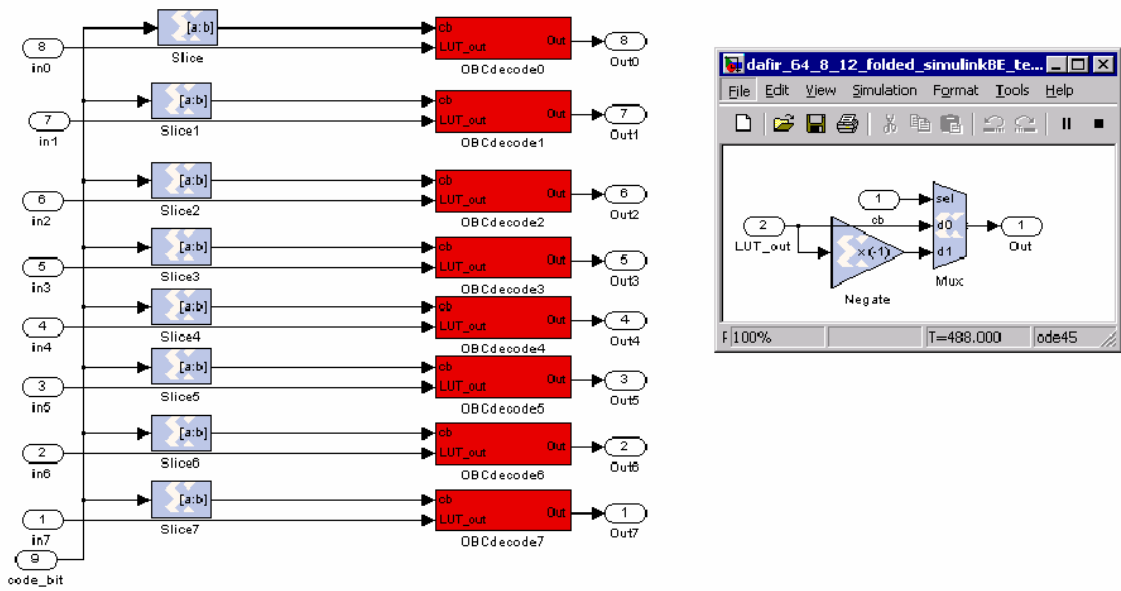 [a:b]
Slice
8
in0
cb
LUT_out
Out
OBCdecode0
8
Out0
[a:b]
Slice1
7
in1
cb
LUT_out
Out
OBCdecode1
7
Out1
[a:b]
Slice2
6
in2
cb
LUT_out
Out
OBCdecode2
6
Out2
[a:b]
Slice3
5
in3
cb
LUT_out
Out
OBCdecode3
5
Out3
[a:b]
Slice4
4
in4
cb
LUT_out
Out
OBCdecode4
4
Out4
[a:b]
Slice5
3
in5
cb
LUT_out
Out
OBCdecode5
3
Out5
[a:b]
Slice6
2
in6
cb
LUT_out
Out
OBCdecode6
2
Out6
[a:b]
Slice7
1
in7
cb
LUT_out
Out
OBCdecode7
1
Out7
9
code_bit
dafir_64_8_12_folded_simulinkBE_te...
File Edit View Simulation Format Tools Help
1
cb
2
LUT_out
x(-1)
Negate
sel
d0
d1
Mux
1
Out
F 100% T=488.000 ode45